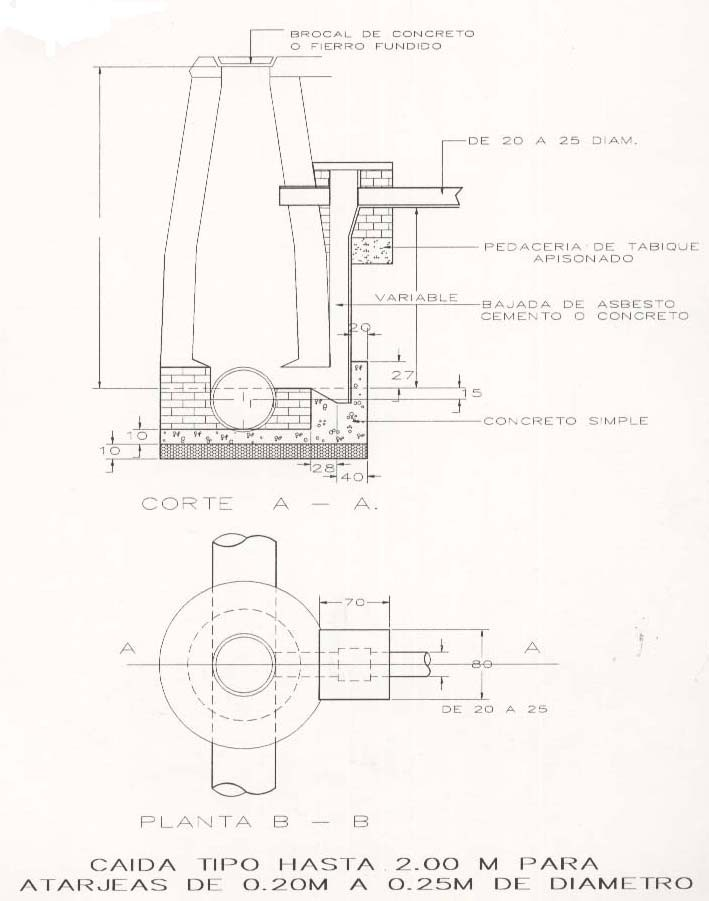 BROCAL DE CONCRETO
O FIERRO FUNDIDO
DE 20 A 25 DIAM.
PEDACERIA DE TABIQUE
APISONADO
VARIABLE
BAJADA DE ASBESTO
CEMENTO O CONCRETO
20
27
15
CONCRETO SIMPLE
10
10
28
40
CORTE A - A.
70
A
A
80
DE 20 A 25
PLANTA B - B
CAIDA TIPO HASTA 2.00 M PARA
ATARJEAS DE 0.20M A 0.25M DE DIAMETRO